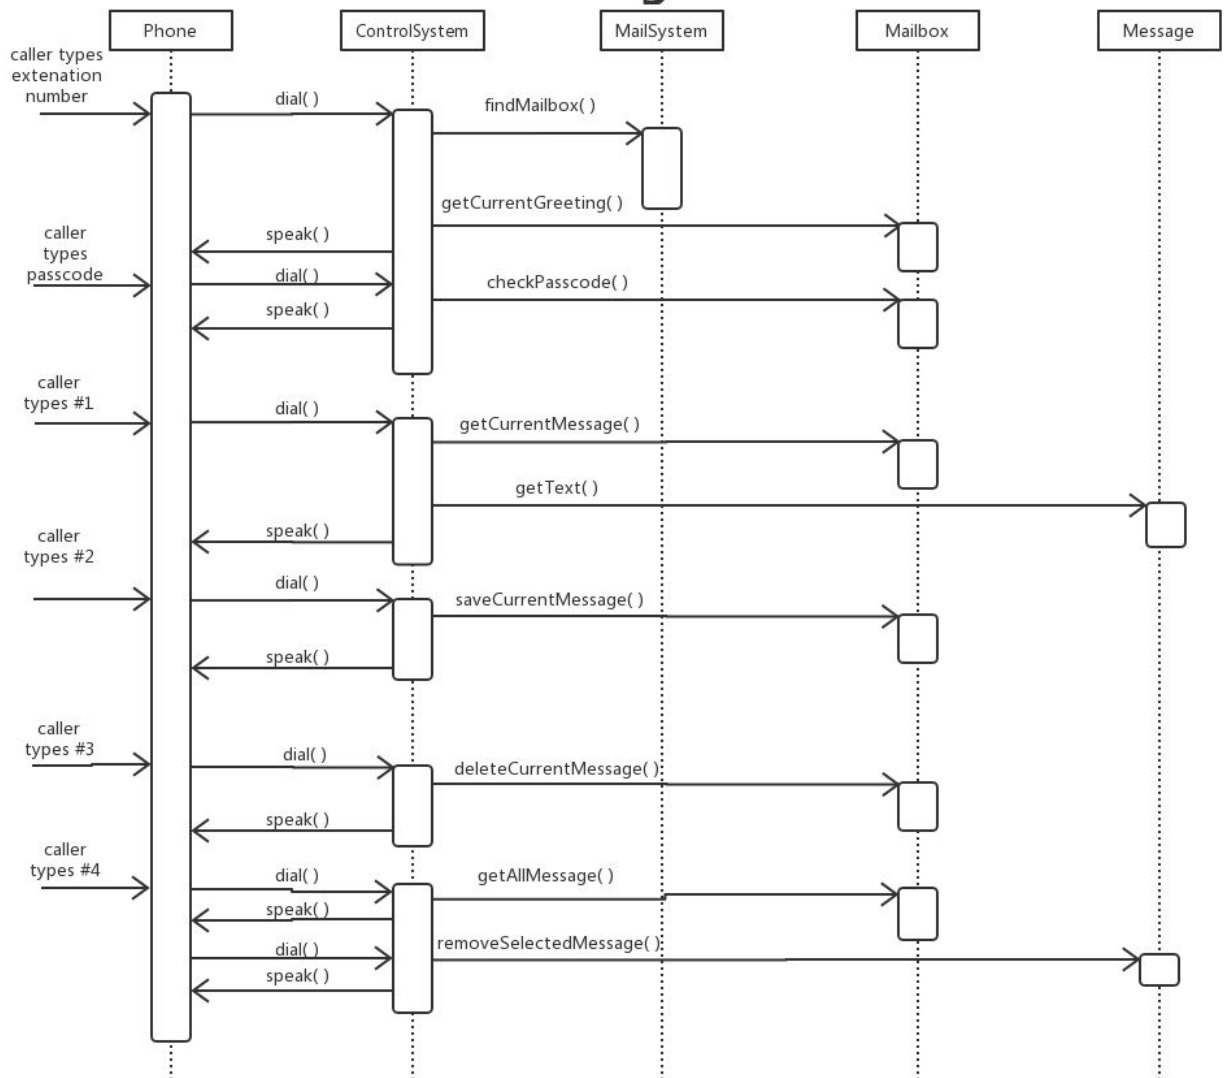 Phone
ControlSystem
MailSystem
Mailbox
Message
caller types
extenation
number
dial( )
findMailbox( )
getCurrentGreeting( )
speak( )
caller
types
passcode
dial( )
checkPasscode( )
speak( )
caller
types #1
dial( )
getCurrentMessage( )
getText( )
speak( )
caller
types #2
dial( )
saveCurrentMessage( )
speak( )
caller
types #3
dial( )
deleteCurrentMessage( )
speak( )
caller
types #4
dial( )
getAllMessage( )
speak( )
removeSelectedMessage( )
dial( )
speak( )